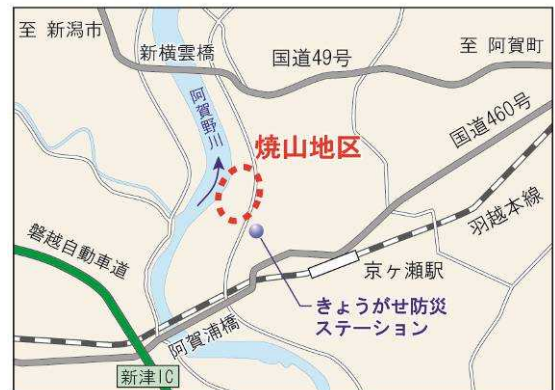 至 新潟市
新横雲橋
国道49号
至 阿賀町
阿賀野川
焼山地区
国道460号
羽越本線
磐越自動車道
京ヶ瀬駅
きょうがせ防災
ステーション
阿賀浦橋
新津IC